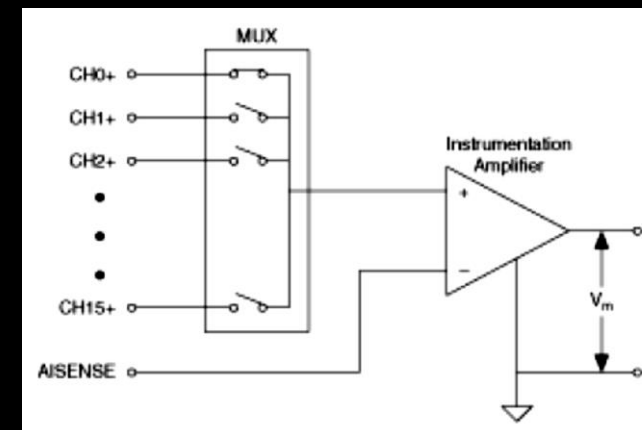 MUX
CH0+
CH1+
CH2+
Instrumentation
Amplifier
+
−
CH15+
Vm
AISENSE